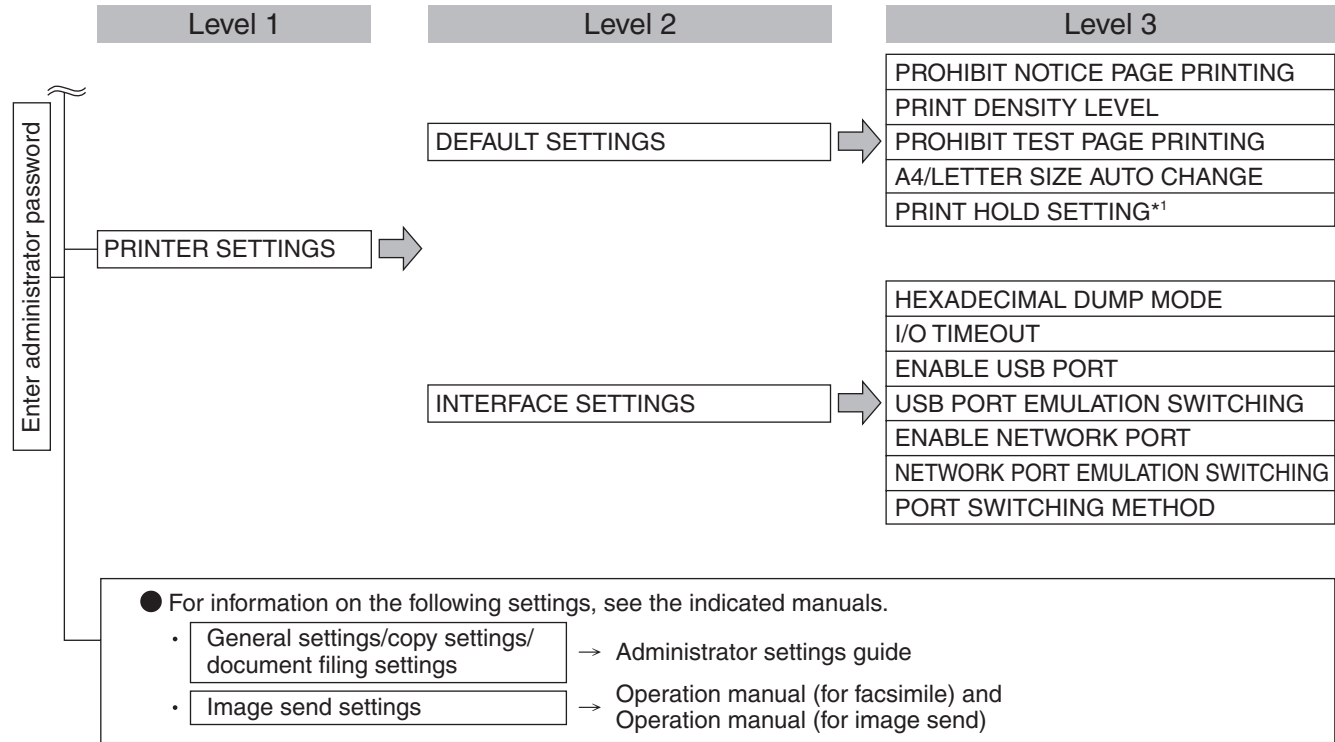 Level 1
Level 2
Level 3
Enter administrator password
PRINTER SETTINGS
DEFAULT SETTINGS
PROHIBIT NOTICE PAGE PRINTING
PRINT DENSITY LEVEL
PROHIBIT TEST PAGE PRINTING
A4/LETTER SIZE AUTO CHANGE
PRINT HOLD SETTING*1
INTERFACE SETTINGS
HEXADECIMAL DUMP MODE
I/O TIMEOUT
ENABLE USB PORT
USB PORT EMULATION SWITCHING
ENABLE NETWORK PORT
NETWORK PORT EMULATION SWITCHING
PORT SWITCHING METHOD
● For information on the following settings, see the indicated manuals.
· General settings/copy settings/
document filing settings → Administrator settings guide
· Image send settings → Operation manual (for facsimile) and
Operation manual (for image send)